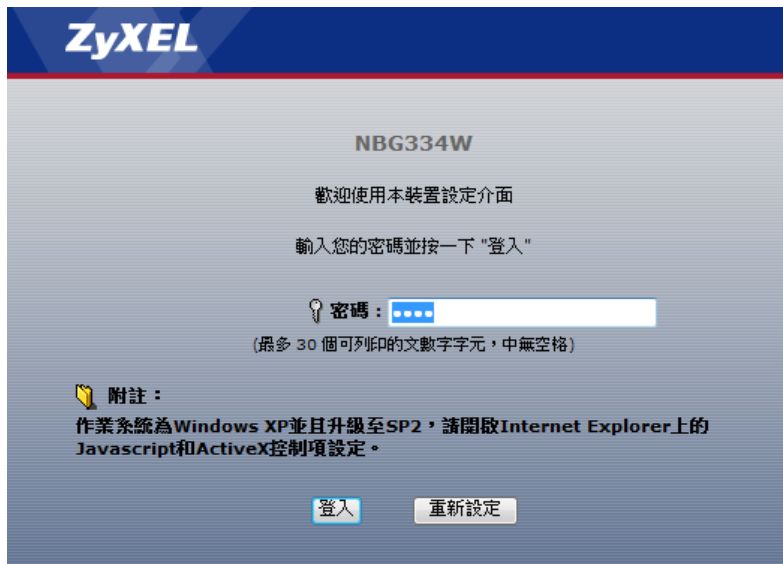 ZyXEL
NBG334W
歡迎使用本裝置設定介面
輸入您的密碼並按一下 "登入"
密碼：••••
(最多 30 個可列印的文數字字元，中無空格)
附註：
作業系統為Windows XP並且升級至SP2，請開啟Internet Explorer上的
Javascript和ActiveX控制項設定。
登入 重新設定